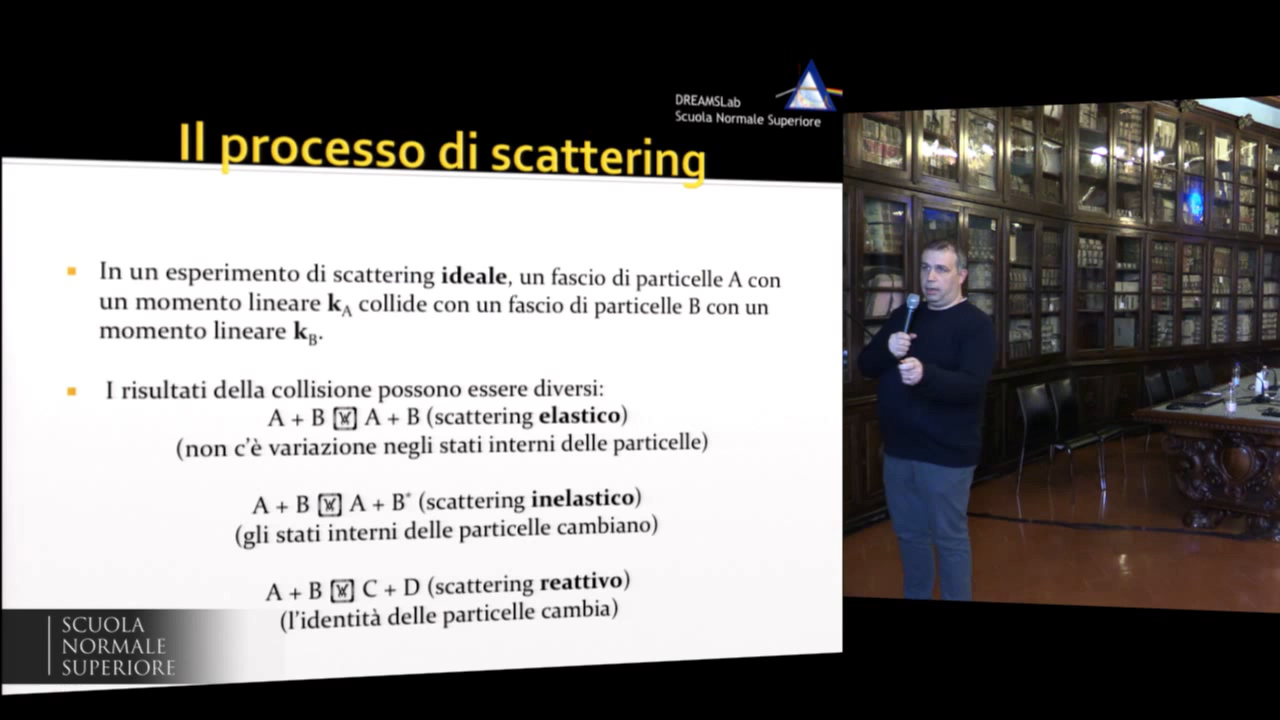 DREAMSLab
Scuola Normale Superiore
Il processo di scattering
In un esperimento di scattering ideale, un fascio di particelle A con
un momento lineare kA collide con un fascio di particelle B con un
momento lineare kB.
I risultati della collisione possono essere diversi:
A + B A + B (scattering elastico)
(non c'è variazione negli stati interni delle particelle)
A + B A + B* (scattering inelastico)
(gli stati interni delle particelle cambiano)
A + B C + D (scattering reattivo)
(l'identità delle particelle cambia)
SCUOLA
NORMALE
SUPERIORE